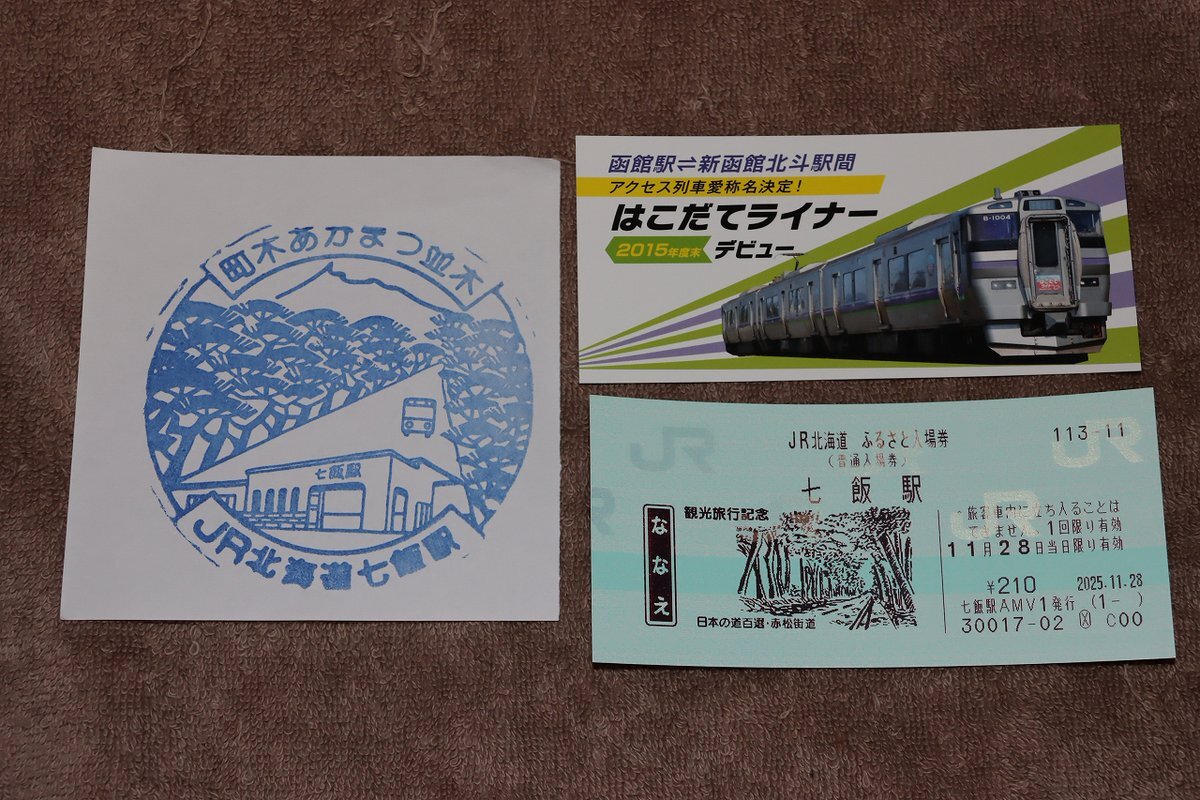 町木あかまつ並木
七飯駅
JR北海道七飯駅
函館駅⇌新函館北斗駅間
アクセス列車愛称名決定！
はこだてライナー
2015年度末 デビュー
B-1004
JR北海道 ふるさと入場券
(普通入場券)
113-11
七飯駅
観光旅行記念
ななえ
日本の道百選・赤松街道
旅客車内に立ち入ることは
できません 1回限り有効
11月28日当日限り有効
¥210 2025.11.28
七飯駅AMV1発行 (1- )
30017-02 C00
JR
JR
JR